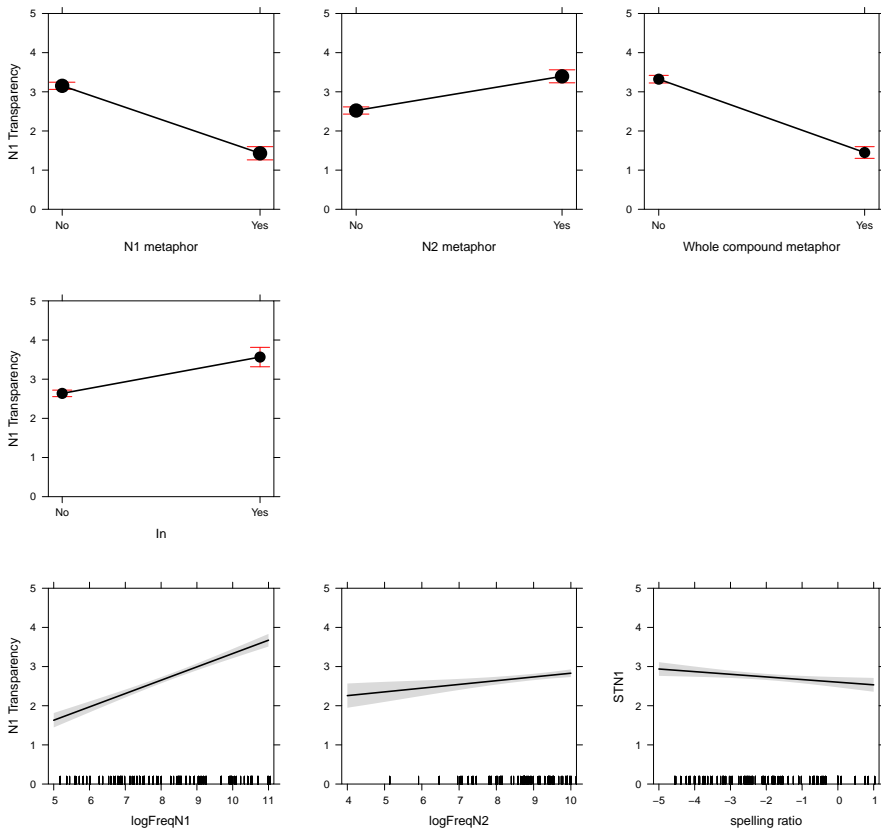 5 5 5
4 4 4
N1 Transparency
3 3 3
2 2 2
1 1 1
0 0 0
No Yes No Yes No Yes
N1 metaphor N2 metaphor Whole compound metaphor
5
4
N1 Transparency
3
2
1
0
No Yes
In
5 5 5
4 4 4
N1 Transparency STN1
3 3 3
2 2 2
1 1 1
0 0 0
5 6 7 8 9 10 11 4 5 6 7 8 9 10 −5 −4 −3 −2 −1 0 1
logFreqN1 logFreqN2 spelling ratio